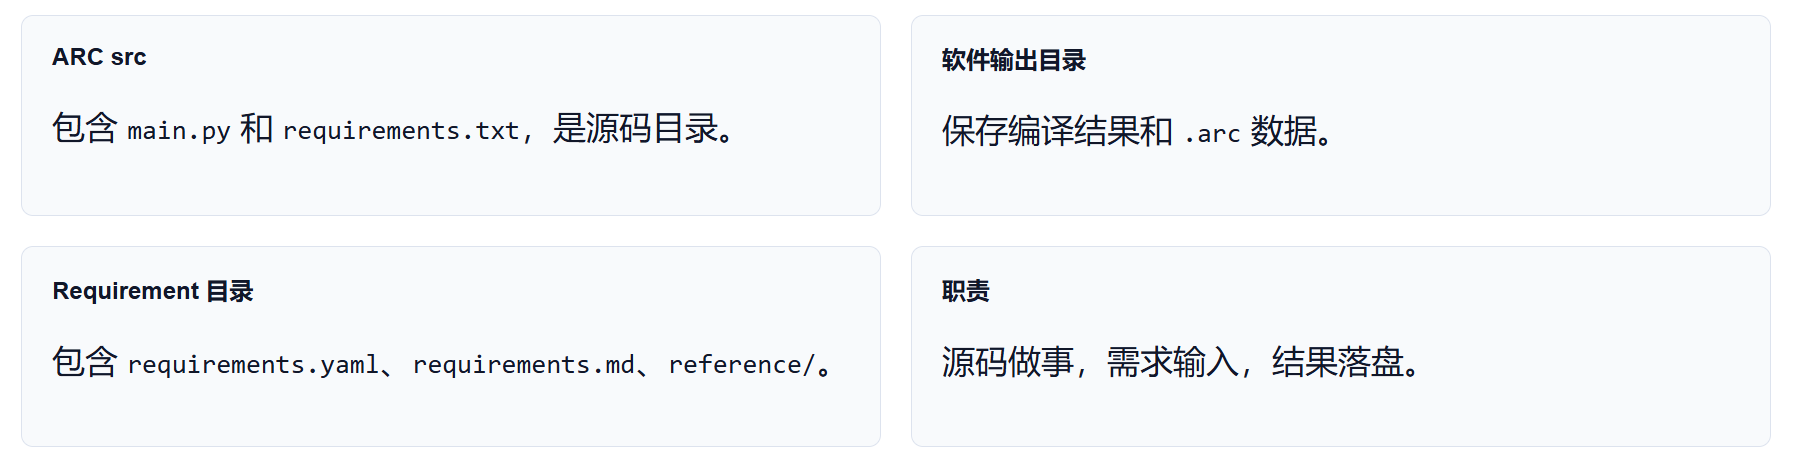 ARC src
包含 main.py 和 requirements.txt，是源码目录。
软件输出目录
保存编译结果和 .arc 数据。
Requirement 目录
包含 requirements.yaml、requirements.md、reference/。
职责
源码做事，需求输入，结果落盘。